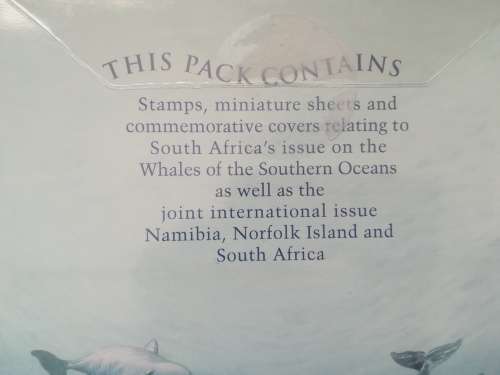 THIS PACK CONTAINS
Stamps, miniature sheets and
commemorative covers relating to
South Africa's issue on the
Whales of the Southern Oceans
as well as the
joint international issue
Namibia, Norfolk Island and
South Africa